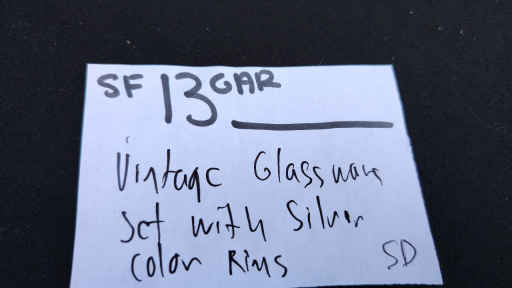 SF 13 GAR
Vintage Glassware
set with Silver
color Rims
SD